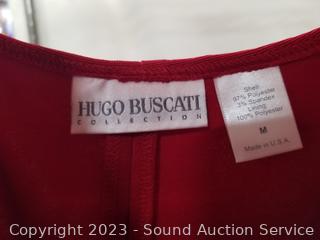 HUGO BUSCATI
COLLECTION
Shell:
97% Polyester
3% Spandex
Lining:
100% Polyester
M
Made in U.S.A.
Copyright 2023 - Sound Auction Service